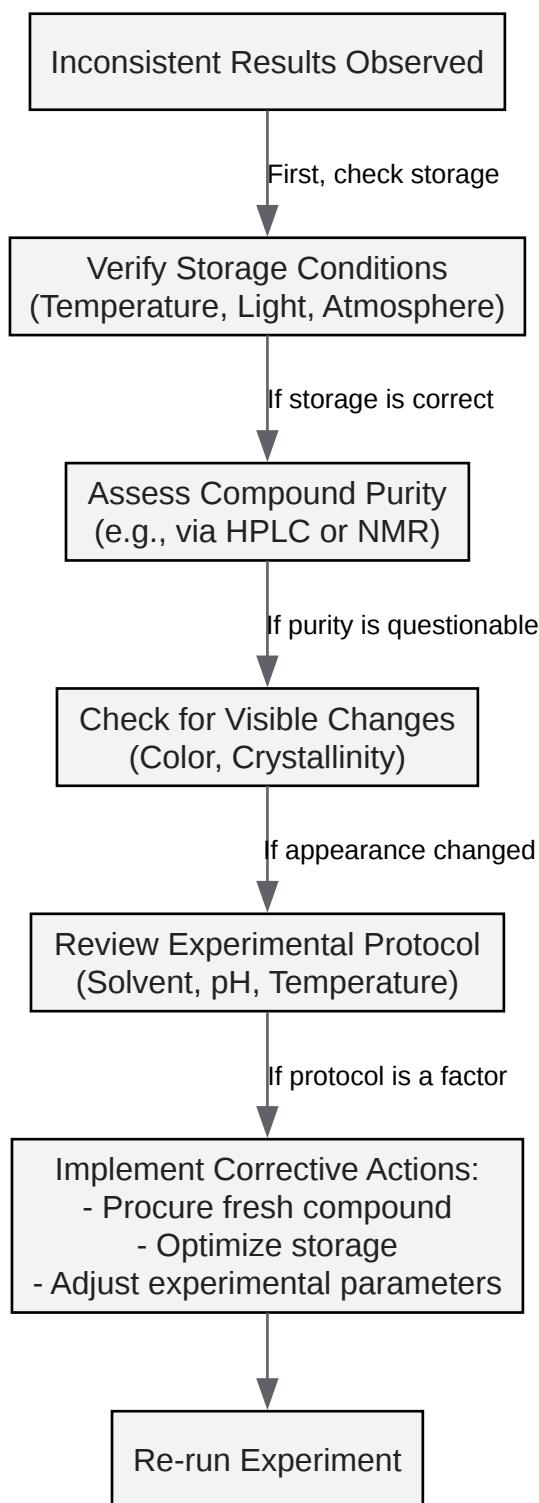 Inconsistent Results Observed
First, check storage
Verify Storage Conditions
(Temperature, Light, Atmosphere)
If storage is correct
Assess Compound Purity
(e.g., via HPLC or NMR)
If purity is questionable
Check for Visible Changes
(Color, Crystallinity)
If appearance changed
Review Experimental Protocol
(Solvent, pH, Temperature)
If protocol is a factor
Implement Corrective Actions:
- Procure fresh compound
- Optimize storage
- Adjust experimental parameters
Re-run Experiment